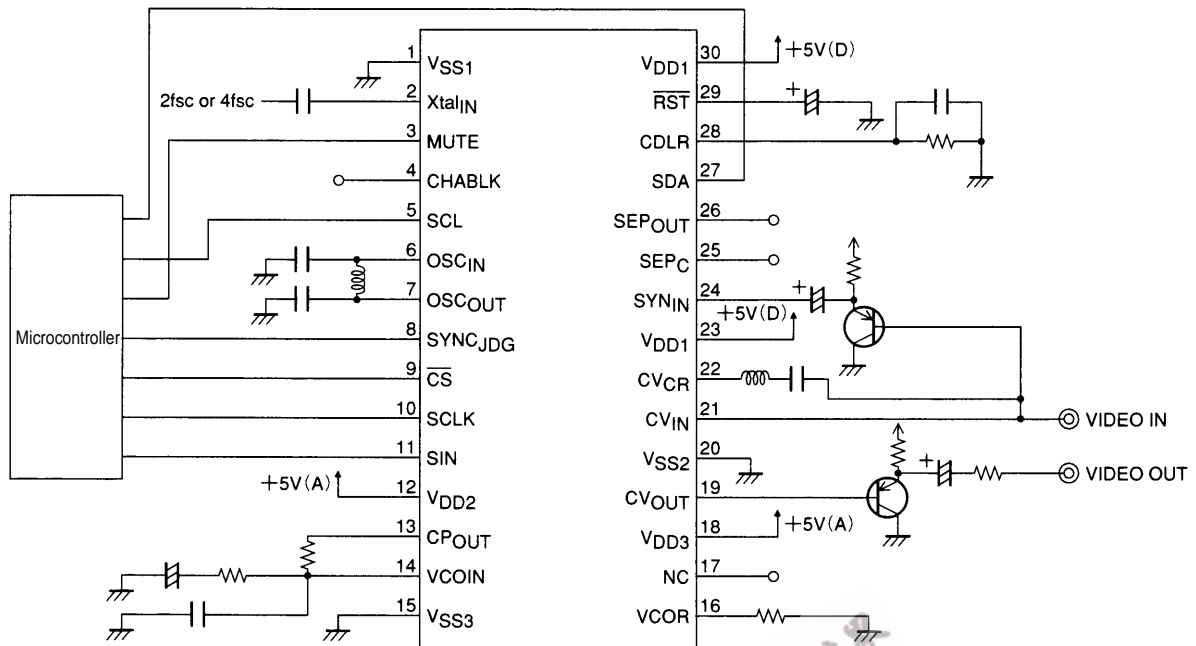 1 VSS1
2fsc or 4fsc
2 XtalIN
3 MUTE
4 CHABLK
5 SCL
6 OSCIN
7 OSCOUT
8 SYNCJDG
9 CS
10 SCLK
11 SIN
+5V(A)
12 VDD2
13 CPOUT
14 VCOIN
15 VSS3
Microcontroller
VDD1 30
+5V(D)
RST 29
+
CDLR 28
SDA 27
SEPOUT 26
SEPC 25
SYNIN 24
+
+5V(D)
VDD1 23
CVCR 22
CVIN 21
VIDEO IN
VSS2 20
+
VIDEO OUT
CVOUT 19
VDD3 18
+5V(A)
NC 17
VCOR 16